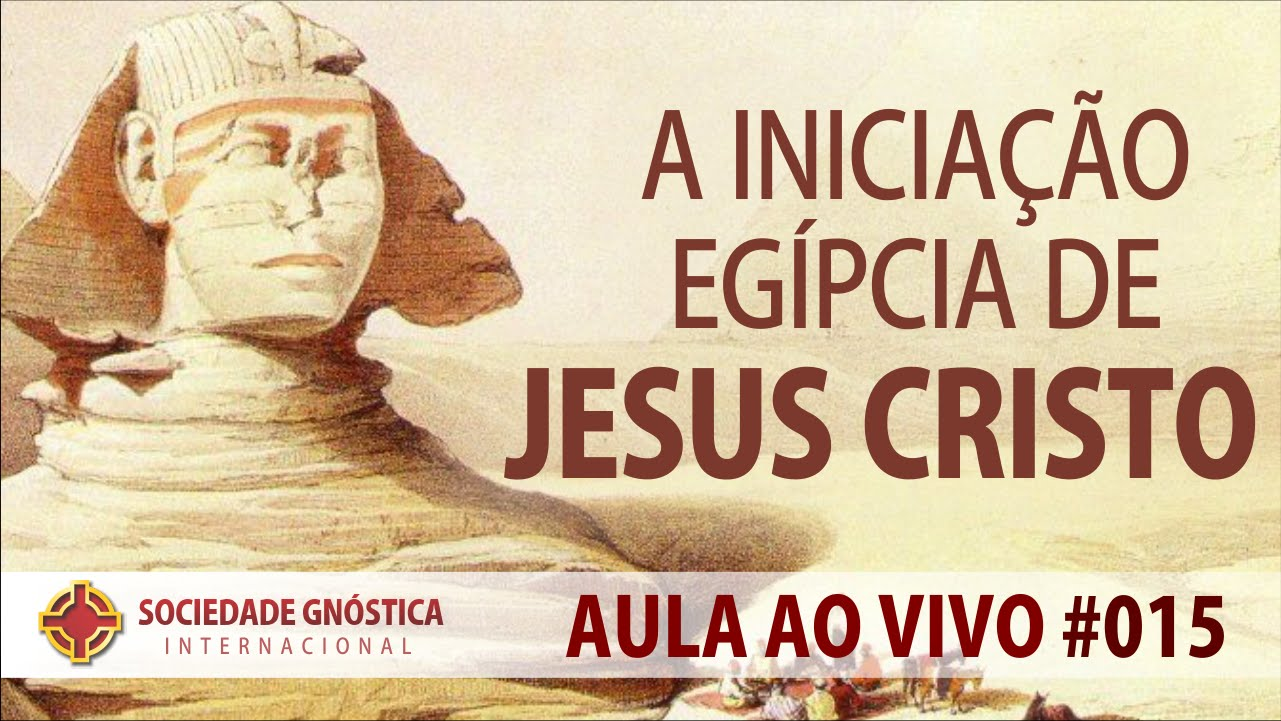 A INICIAÇÃO
EGÍPCIA DE
JESUS CRISTO
SOCIEDADE GNÓSTICA
INTERNACIONAL
AULA AO VIVO #015